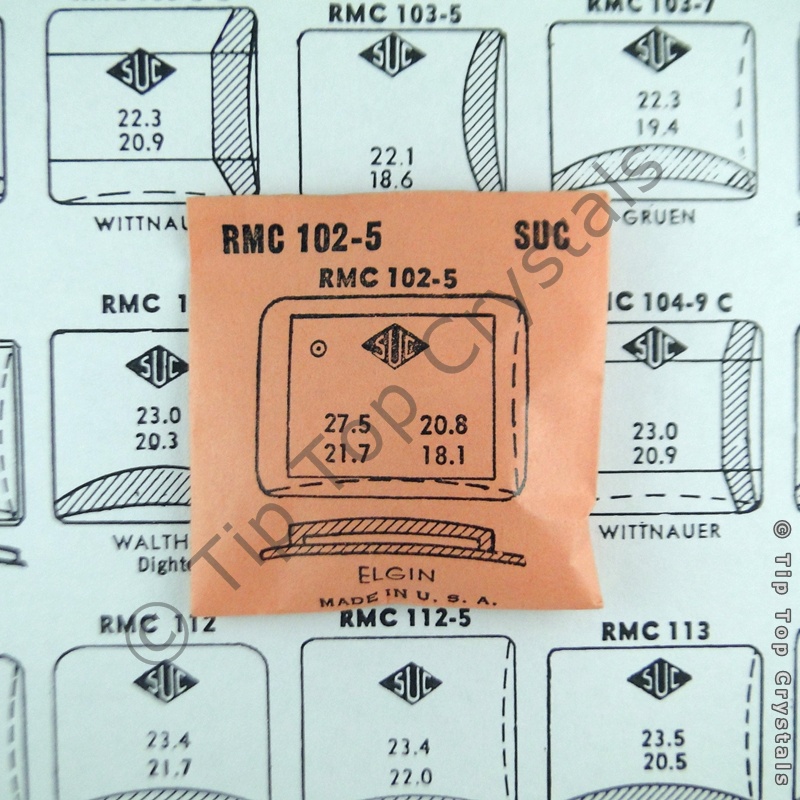 RMC 103-5
RMC 103-7
SUC
22.3
20.9
WITTNAU
SUC
22.1
18.6
SUC
22.3
19.4
GRUEN
RMC 102-5 SUC
RMC 102-5
SUC
27.5 20.8
21.7 18.1
ELGIN
MADE IN U. S. A.
RMC 1
SUC
23.0
20.3
WALTH
Dight
MC 104-9 C
SUC
23.0
20.9
WITTNAUER
RMC 112
SUC
23.4
21.7
RMC 112-5
SUC
23.4
22.0
RMC 113
SUC
23.5
20.5
© Tip Top Crystals
© Tip Top Crystals